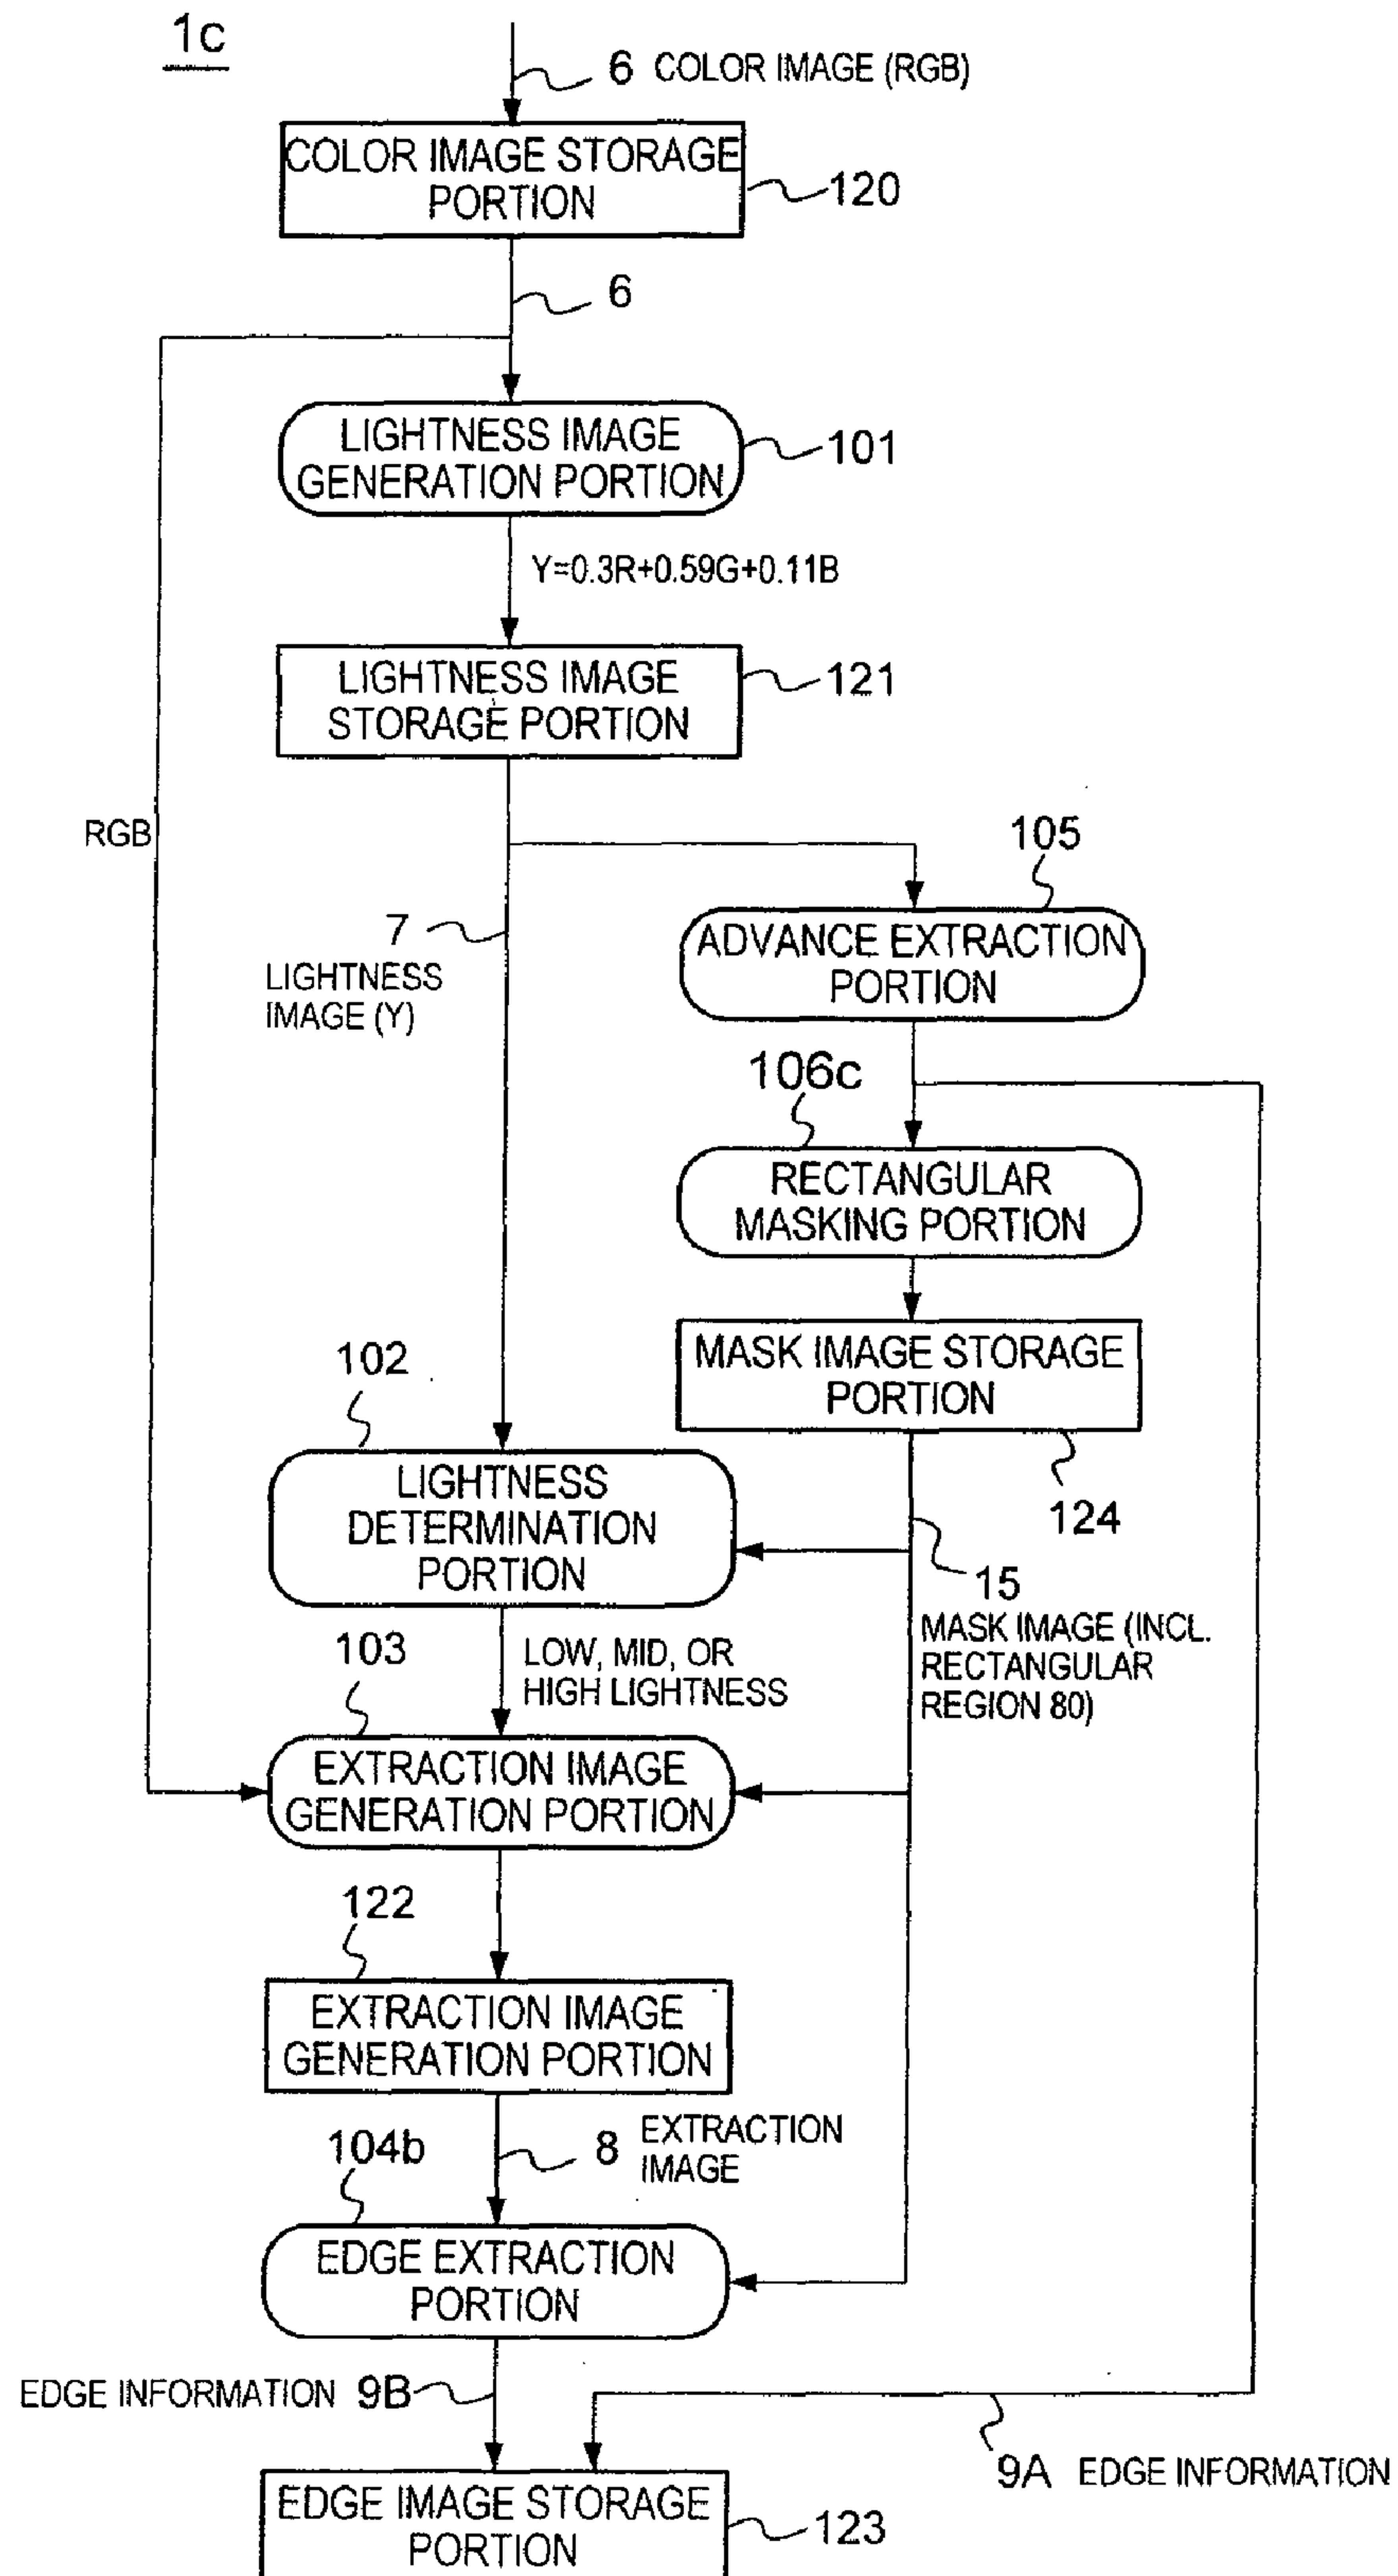 1c
6 COLOR IMAGE (RGB)
COLOR IMAGE STORAGE
PORTION
120
6
LIGHTNESS IMAGE
GENERATION PORTION
101
Y=0.3R+0.59G+0.11B
LIGHTNESS IMAGE
STORAGE PORTION
121
RGB
105
7
LIGHTNESS
IMAGE (Y)
ADVANCE EXTRACTION
PORTION
106c
RECTANGULAR
MASKING PORTION
MASK IMAGE STORAGE
PORTION
124
102
LIGHTNESS
DETERMINATION
PORTION
15
MASK IMAGE (INCL.
RECTANGULAR
REGION 80)
LOW, MID, OR
HIGH LIGHTNESS
103
EXTRACTION IMAGE
GENERATION PORTION
122
EXTRACTION IMAGE
GENERATION PORTION
8 EXTRACTION
IMAGE
104b
EDGE EXTRACTION
PORTION
EDGE INFORMATION 9B
9A EDGE INFORMATION
EDGE IMAGE STORAGE
PORTION
123